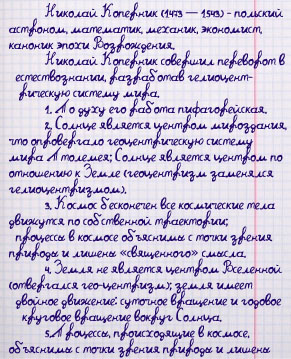 Николай Коперник (1473 — 1543) - польский
астроном, математик, механик, экономист,
каноник эпохи Возрождения.
Николай Коперник совершил переворот в
естествознании, разработав гелиоцент-
рическую систему мира.
1. По духу его работа пифагорейская.
2. Солнце является центром мироздания,
что опровергало геоцентрическую систему
мира Птолемея; Солнце является центром по
отношению к Земле (геоцентризм заменялся
гелиоцентризмом).
3. Космос бесконечен все космические тела
движутся по собственной траектории;
процессы в космосе объяснимы с точки зрения
природы и лишены «священного» смысла.
4. Земля не является центром Вселенной
(отвергался гео-центризм); земля имеет
двойное движение: суточное вращение и годовое
круговое вращение вокруг Солнца.
5. Процессы, происходящие в космосе,
объяснимы с точки зрения природы и лишены